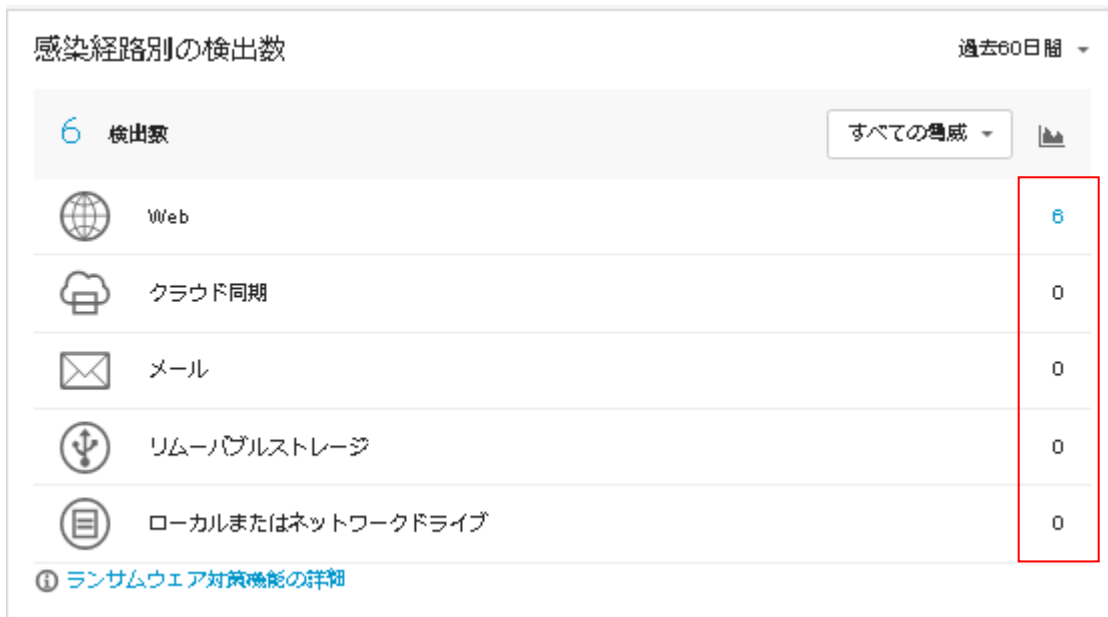 感染経路別の検出数 過去60日間
6 検出数 すべての脅威
Web 6
クラウド同期 0
メール 0
リムーバブルストレージ 0
ローカルまたはネットワークドライブ 0
ランサムウェア対策機能の詳細